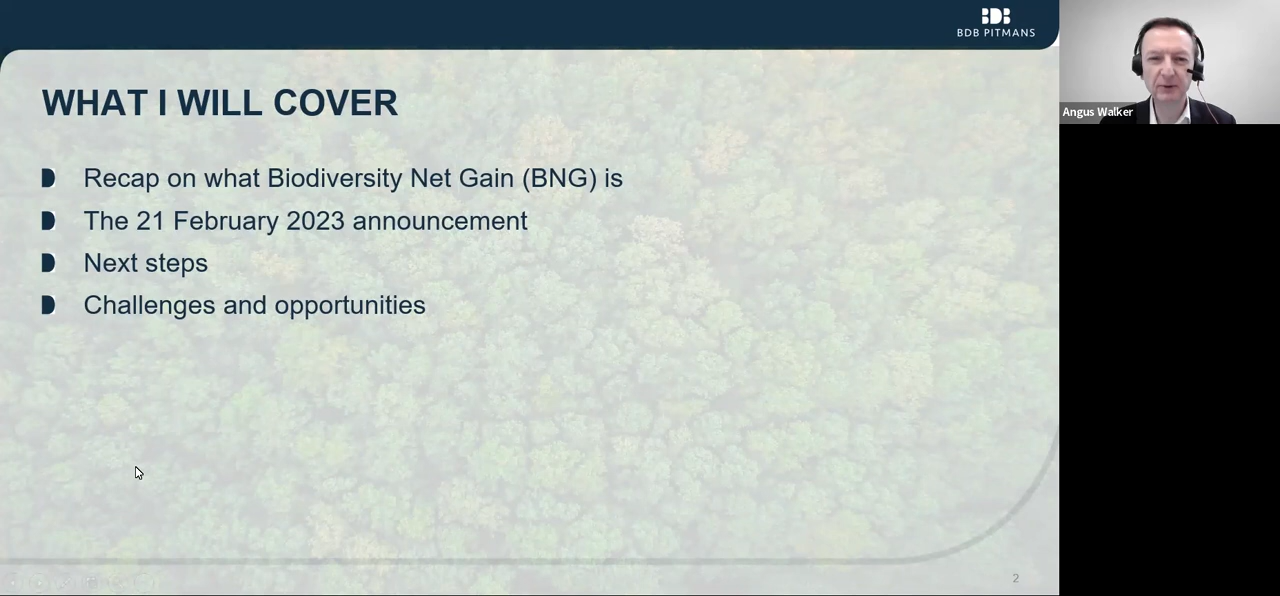 BDB
BDB PITMANS
WHAT I WILL COVER
Recap on what Biodiversity Net Gain (BNG) is
The 21 February 2023 announcement
Next steps
Challenges and opportunities
2
Angus Walker